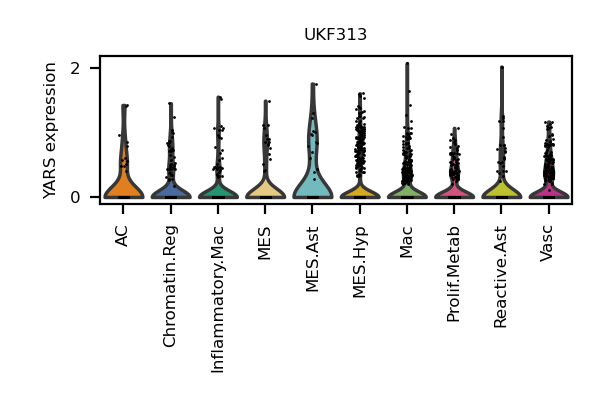 UKF313
YARS expression
2
0
AC
Chromatin.Reg
Inflammatory.Mac
MES
MES.Ast
MES.Hyp
Mac
Prolif.Metab
Reactive.Ast
Vasc